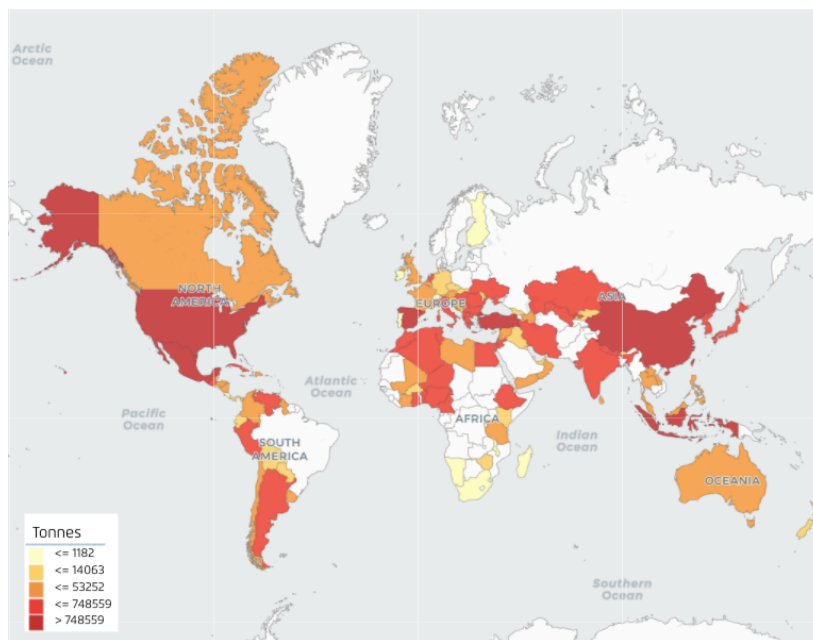 Arctic
Ocean
NORTH
AMERICA
EUROPE
ASIA
Atlantic
Ocean
Pacific
Ocean
AFRICA
SOUTH
AMERICA
Indian
Ocean
OCEANIA
Tonnes
<= 1182
<= 14063
<= 53252
<= 748559
> 748559
Southern
Ocean